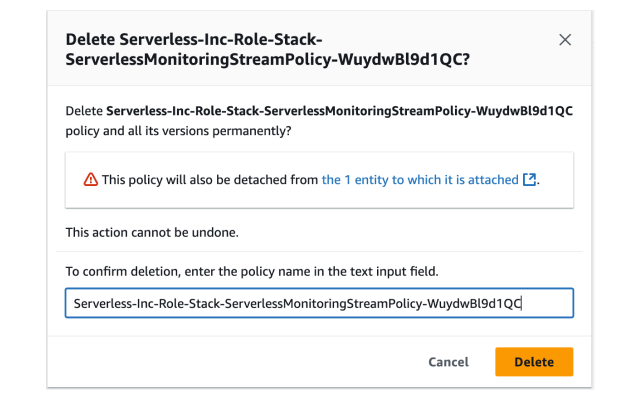 Delete Serverless-Inc-Role-Stack-
ServerlessMonitoringStreamPolicy-WuydwBl9d1QC?
Delete Serverless-Inc-Role-Stack-ServerlessMonitoringStreamPolicy-WuydwBl9d1QC
policy and all its versions permanently?
This policy will also be detached from the 1 entity to which it is attached.
This action cannot be undone.
To confirm deletion, enter the policy name in the text input field.
Serverless-Inc-Role-Stack-ServerlessMonitoringStreamPolicy-WuydwBl9d1QC
Cancel Delete